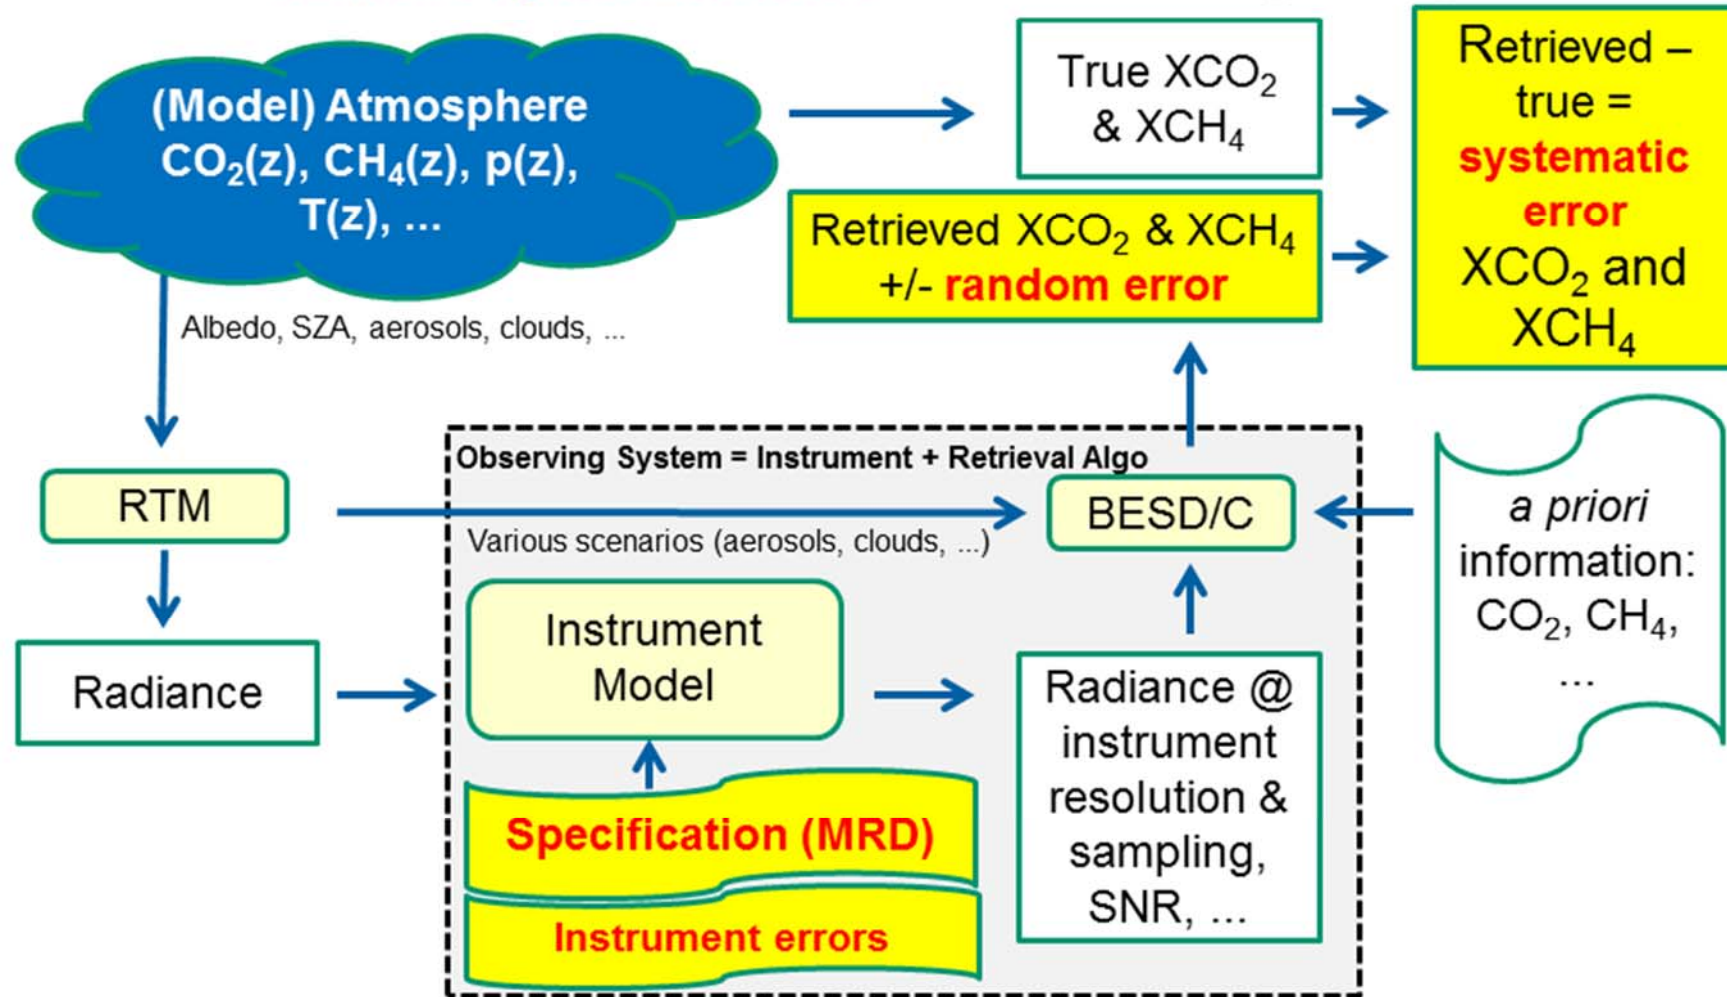 (Model) Atmosphere
CO₂(z), CH₄(z), p(z),
T(z), ...
True XCO₂
& XCH₄
Retrieved –
true =
systematic
error
XCO₂ and
XCH₄
Retrieved XCO₂ & XCH₄
+/- random error
Albedo, SZA, aerosols, clouds, ...
Observing System = Instrument + Retrieval Algo
RTM
BESD/C
Various scenarios (aerosols, clouds, ...)
a priori
information:
CO₂, CH₄,
...
Instrument
Model
Radiance
Radiance @
instrument
resolution &
sampling,
SNR, ...
Specification (MRD)
Instrument errors